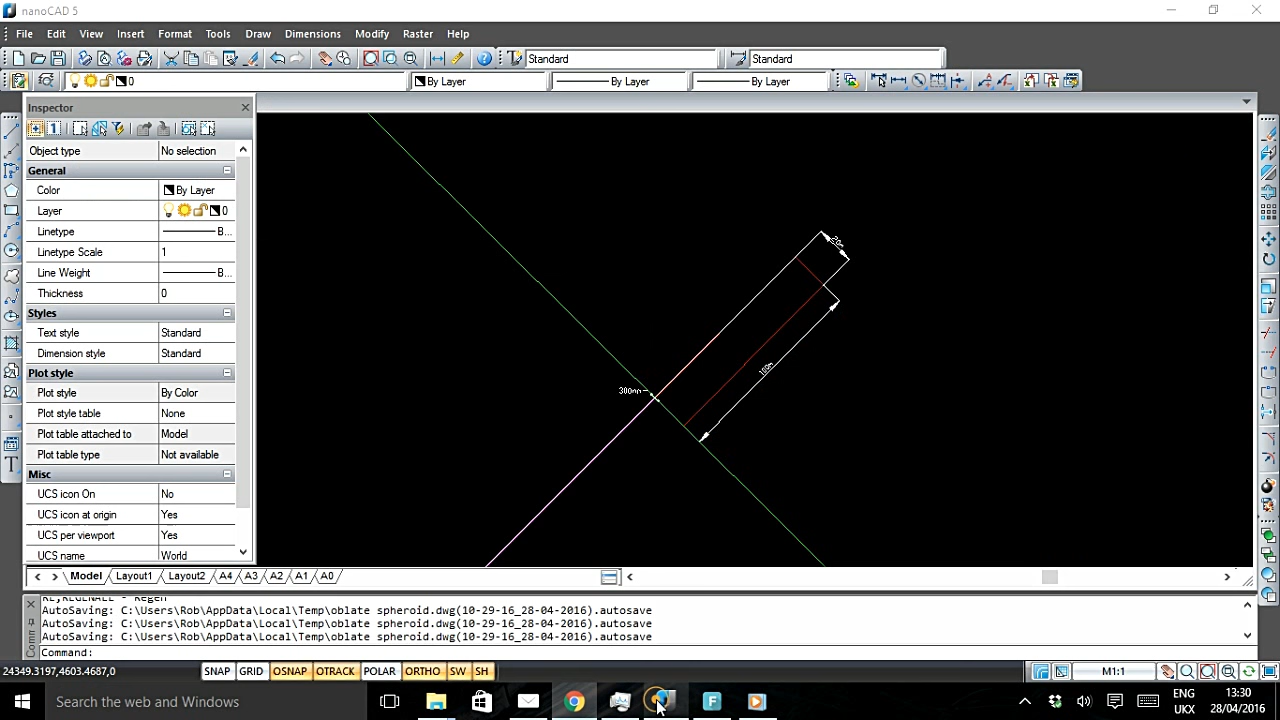 nanoCAD 5
File Edit View Insert Format Tools Draw Dimensions Modify Raster Help
Standard Standard
0 By Layer By Layer By Layer
Inspector
Object type No selection
General
Color By Layer
Layer 0
Linetype B...
Linetype Scale 1
Line Weight B...
Thickness 0
Styles
Text style Standard
Dimension style Standard
Plot style
Plot style By Color
Plot style table None
Plot table attached to Model
Plot table type Not available
Misc
UCS icon On No
UCS icon at origin Yes
UCS per viewport Yes
UCS name World
Model Layout1 Layout2 A4 A3 A2 A1 A0
AutoSaving: C:\Users\Rob\AppData\Local\Temp\oblate spheroid.dwg(10-29-16_28-04-2016).autosave
AutoSaving: C:\Users\Rob\AppData\Local\Temp\oblate spheroid.dwg(10-29-16_28-04-2016).autosave
AutoSaving: C:\Users\Rob\AppData\Local\Temp\oblate spheroid.dwg(10-29-16_28-04-2016).autosave
Command:
24349.3197,4603.4687,0 SNAP GRID OSNAP OTRACK POLAR ORTHO SW SH M1:1
Search the web and Windows
ENG 13:30
UKX 28/04/2016